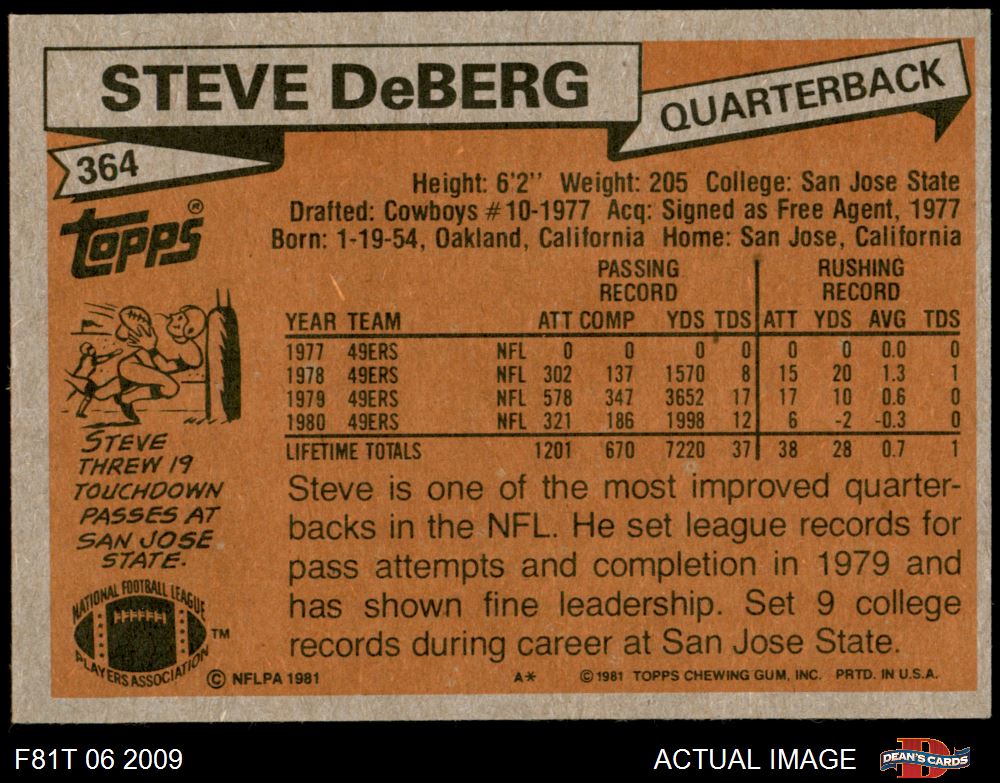 STEVE DeBERG
QUARTERBACK
364
topps®
Height: 6'2'' Weight: 205 College: San Jose State
Drafted: Cowboys #10-1977 Acq: Signed as Free Agent, 1977
Born: 1-19-54, Oakland, California Home: San Jose, California
PASSING RECORD RUSHING RECORD
YEAR TEAM ATT COMP YDS TDS ATT YDS AVG TDS
1977 49ERS NFL 0 0 0 0 0 0 0.0 0
1978 49ERS NFL 302 137 1570 8 15 20 1.3 1
1979 49ERS NFL 578 347 3652 17 17 10 0.6 0
1980 49ERS NFL 321 186 1998 12 6 -2 -0.3 0
LIFETIME TOTALS 1201 670 7220 37 38 28 0.7 1
STEVE
THREW 19
TOUCHDOWN
PASSES AT
SAN JOSE
STATE.
Steve is one of the most improved quarter-
backs in the NFL. He set league records for
pass attempts and completion in 1979 and
has shown fine leadership. Set 9 college
records during career at San Jose State.
NATIONAL FOOTBALL LEAGUE
PLAYERS ASSOCIATION
TM
© NFLPA 1981 A* © 1981 TOPPS CHEWING GUM, INC. PRTD. IN U.S.A.
F81T 06 2009 ACTUAL IMAGE DEAN'S CARDS